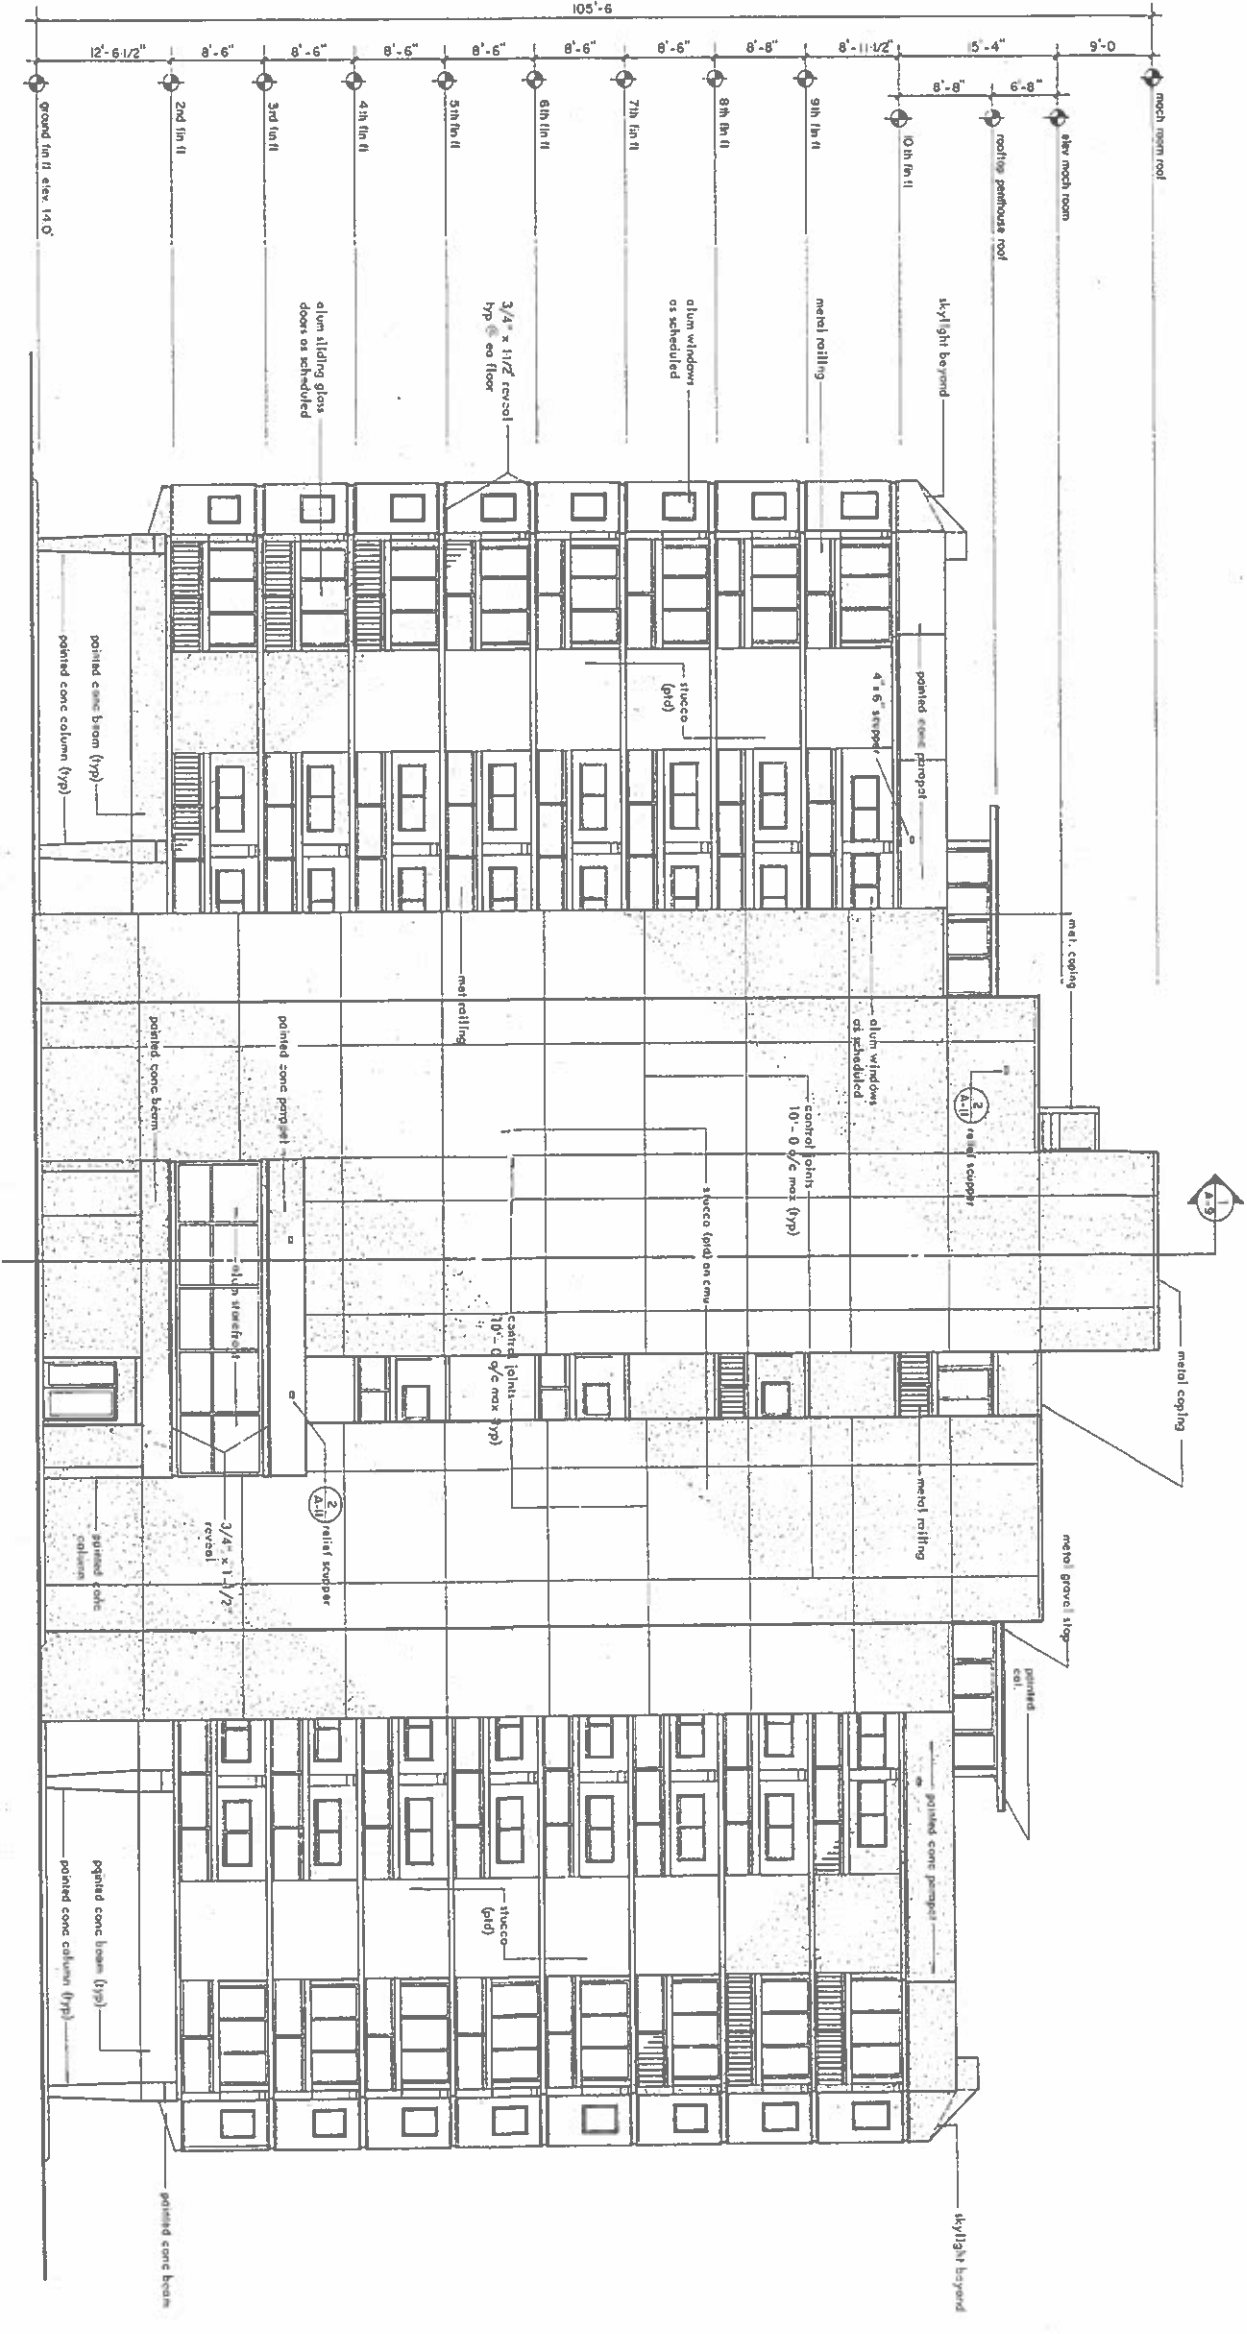 105'-6
12'-6 1/2"
8'-6"
8'-6"
8'-6"
8'-6"
8'-6"
8'-6"
8'-8"
8'-11 1/2"
15'-4"
9'-0
8'-8"
6'-8"
mech room roof
elev mech room
rooftop penthouse roof
10 th fin fl
9th fin fl
8th fin fl
7th fin fl
6th fin fl
5th fin fl
4th fin fl
3rd fin fl
2nd fin fl
ground fin fl elev. 14.0'
skylight beyond
metal railing
alum windows
as scheduled
3/4" x 1-1/2" reveal
typ @ ea floor
alum sliding glass
doors as scheduled
painted conc parapet
4" x 6" scupper
stucco
(ptd)
painted conc beam (typ)
painted conc column (typ)
met. coping
alum windows
as scheduled
met railing
2
A-11
relief scupper
control joints
10'-0 o/c max (typ)
stucco (ptd) on cmu
painted conc parapet
painted conc beam
1
A-9
alum storefront
control joints
10'-0 o/c max (typ)
metal coping
metal railing
2
A-11
relief scupper
3/4" x 1-1/2"
reveal
painted conc
column
metal gravel stop
painted
col.
painted conc parapet
stucco
(ptd)
painted conc beam (typ)
painted conc column (typ)
skylight beyond
painted conc beam